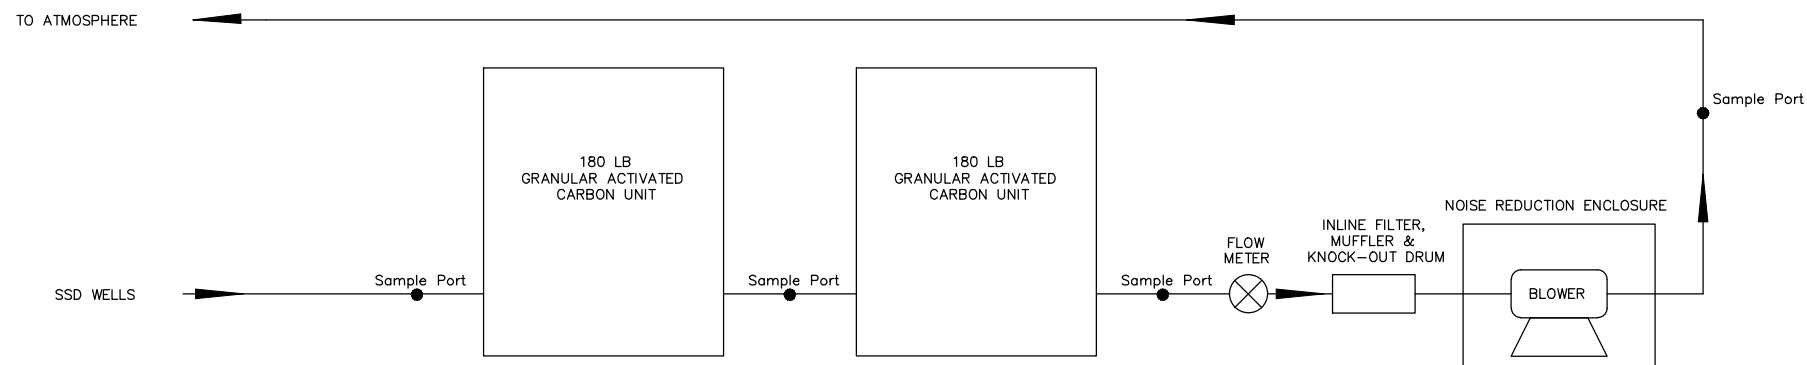 TO ATMOSPHERE
Sample Port
180 LB
GRANULAR ACTIVATED
CARBON UNIT
180 LB
GRANULAR ACTIVATED
CARBON UNIT
NOISE REDUCTION ENCLOSURE
INLINE FILTER,
MUFFLER &
KNOCK-OUT DRUM
FLOW
METER
SSD WELLS
Sample Port
Sample Port
Sample Port
BLOWER